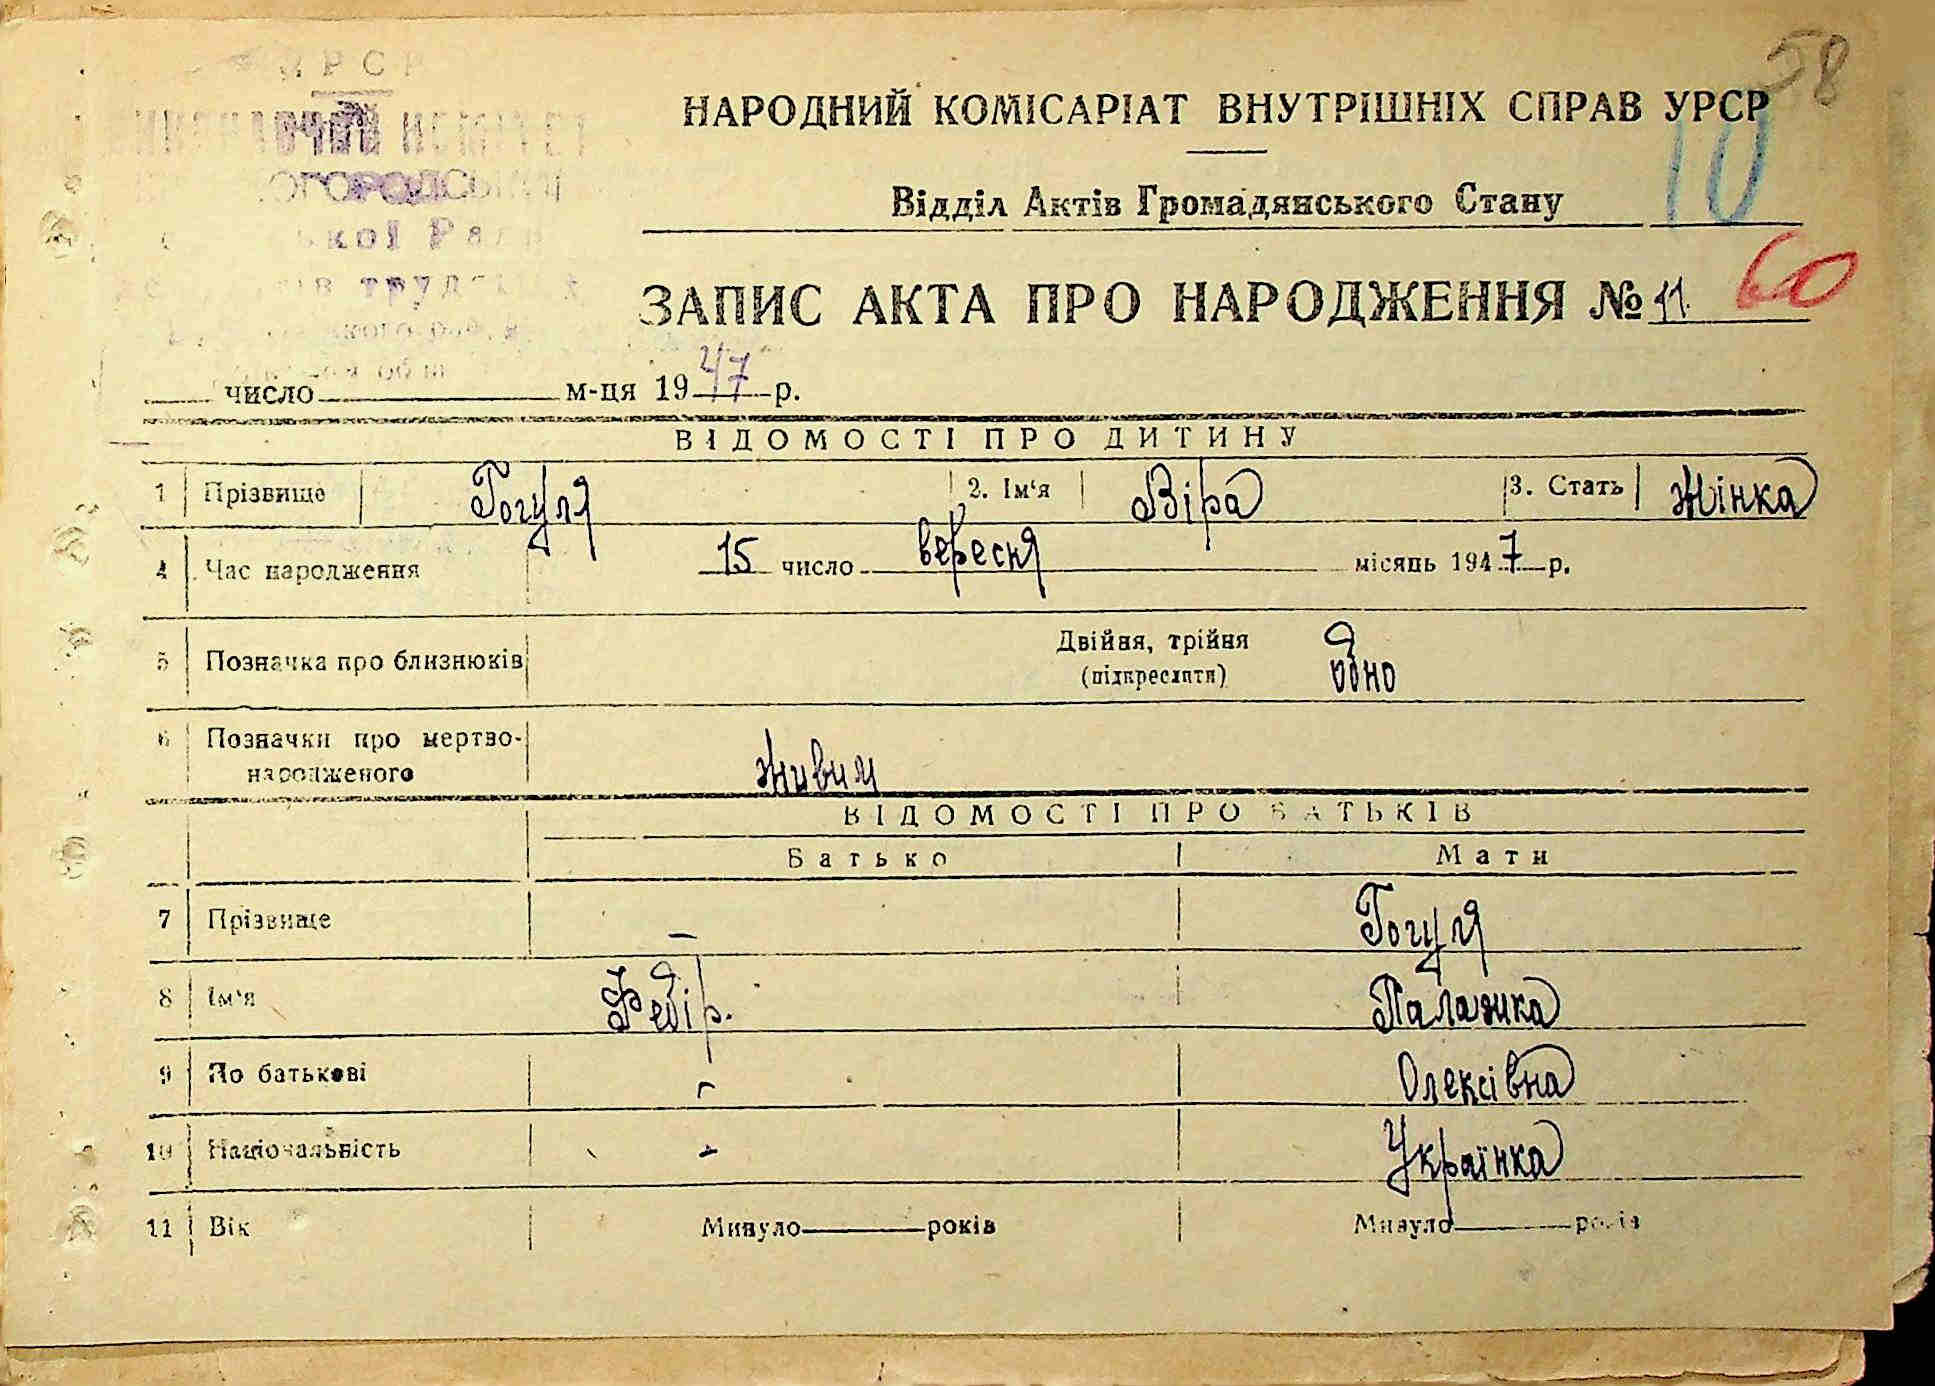 58
УРСР
НАРОДНИЙ КОМІСАРІАТ ВНУТРІШНІХ СПРАВ УРСР
10
Відділ Актів Громадянського Стану
ЗАПИС АКТА ПРО НАРОДЖЕННЯ № 11.
60
число м-ця 1947 р.
ВІДОМОСТІ ПРО ДИТИНУ
1 Прізвище Гогуля 2. Ім'я Віра 3. Стать Жінка
4 Час народження 15 число вересня місяць 1947 р.
5 Позначка про близнюків Двійня, трійня
(підкреслити) одно
6 Позначки про мертво-
народженого живим
ВІДОМОСТІ ПРО БАТЬКІВ
Батько Мати
7 Прізвище – Гогуля
8 Ім'я Федір. Палажка
9 По батькові - Олексівна
10 Національність - Українка
11 Вік Минуло років Минуло років